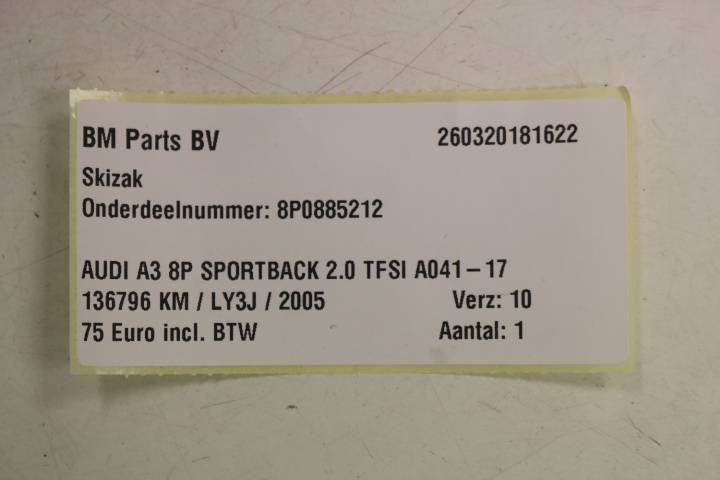 BM Parts BV 260320181622
Skizak
Onderdeelnummer: 8P0885212
AUDI A3 8P SPORTBACK 2.0 TFSI A041-17
136796 KM / LY3J / 2005 Verz: 10
75 Euro incl. BTW Aantal: 1